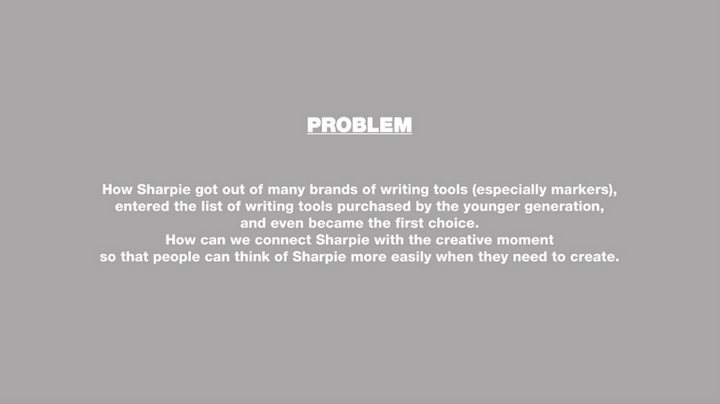 PROBLEM
How Sharpie got out of many brands of writing tools (especially markers),
entered the list of writing tools purchased by the younger generation,
and even became the first choice.
How can we connect Sharpie with the creative moment
so that people can think of Sharpie more easily when they need to create.